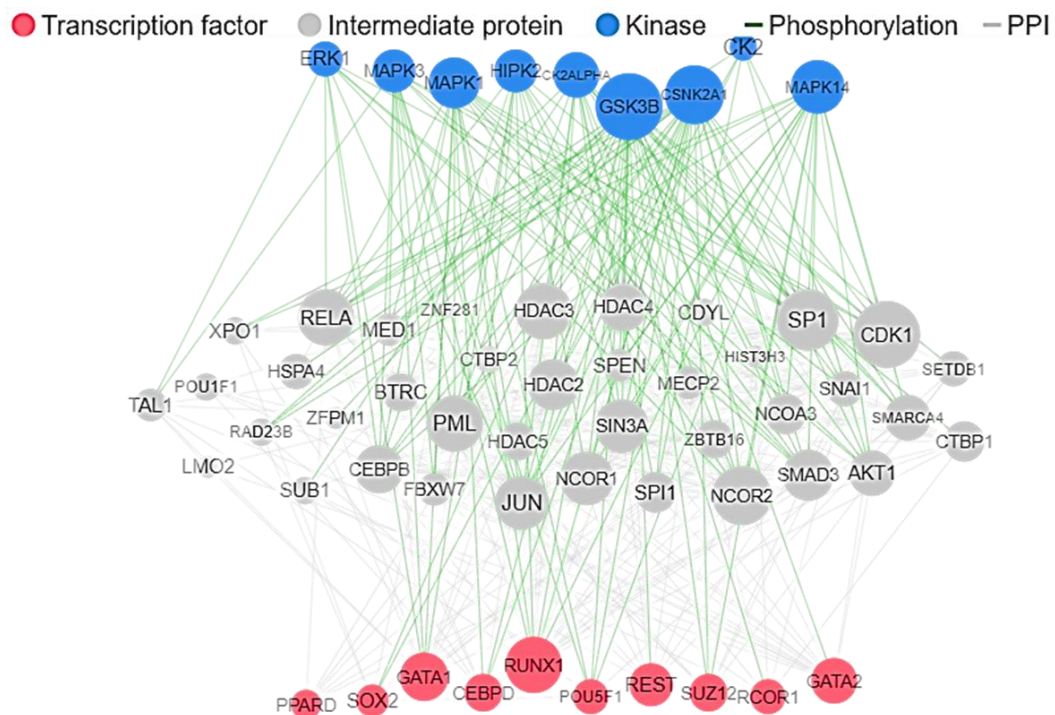 Transcription factor Intermediate protein Kinase Phosphorylation PPI
ERK1 MAPK3 MAPK1 HIPK2 CK2ALPHA GSK3B CSNK2A1 CK2 MAPK14
XPO1 RELA MED1 ZNF281 HDAC3 HDAC4 CDYL SP1 CDK1
POU1F1 HSPA4 CTBP2 SPEN HIST3H3 SETDB1
TAL1 BTRC HDAC2 MECP2 SNAI1
RAD23B ZFPM1 PML HDAC5 SIN3A ZBTB16 NCOA3 SMARCA4 CTBP1
LMO2 SUB1 CEBPB FBXW7 JUN NCOR1 SPI1 NCOR2 SMAD3 AKT1
PPARD SOX2 GATA1 CEBPD RUNX1 POU5F1 REST SUZ12 RCOR1 GATA2